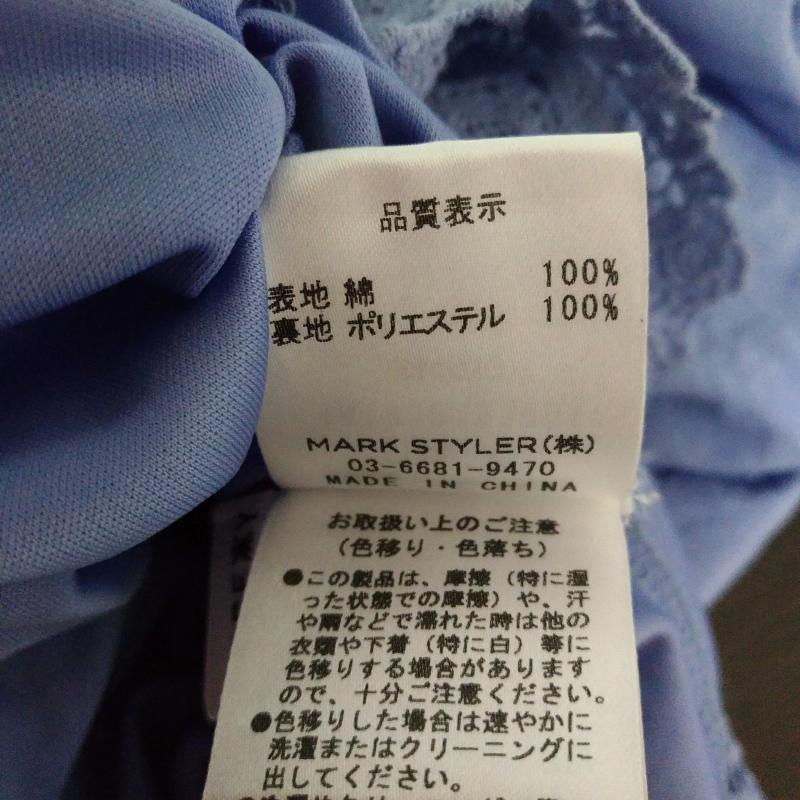 品質表示
表地 綿 100%
裏地 ポリエステル 100%
MARK STYLER(株)
03-6681-9470
MADE IN CHINA
お取扱い上のご注意
(色移り・色落ち)
●この製品は、摩擦(特に湿
った状態での摩擦)や、汗
や雨などで濡れた時は他の
衣類や下着(特に白)等に
色移りする場合があります
ので、十分ご注意ください。
●色移りした場合は速やかに
洗濯またはクリーニングに
出してください。